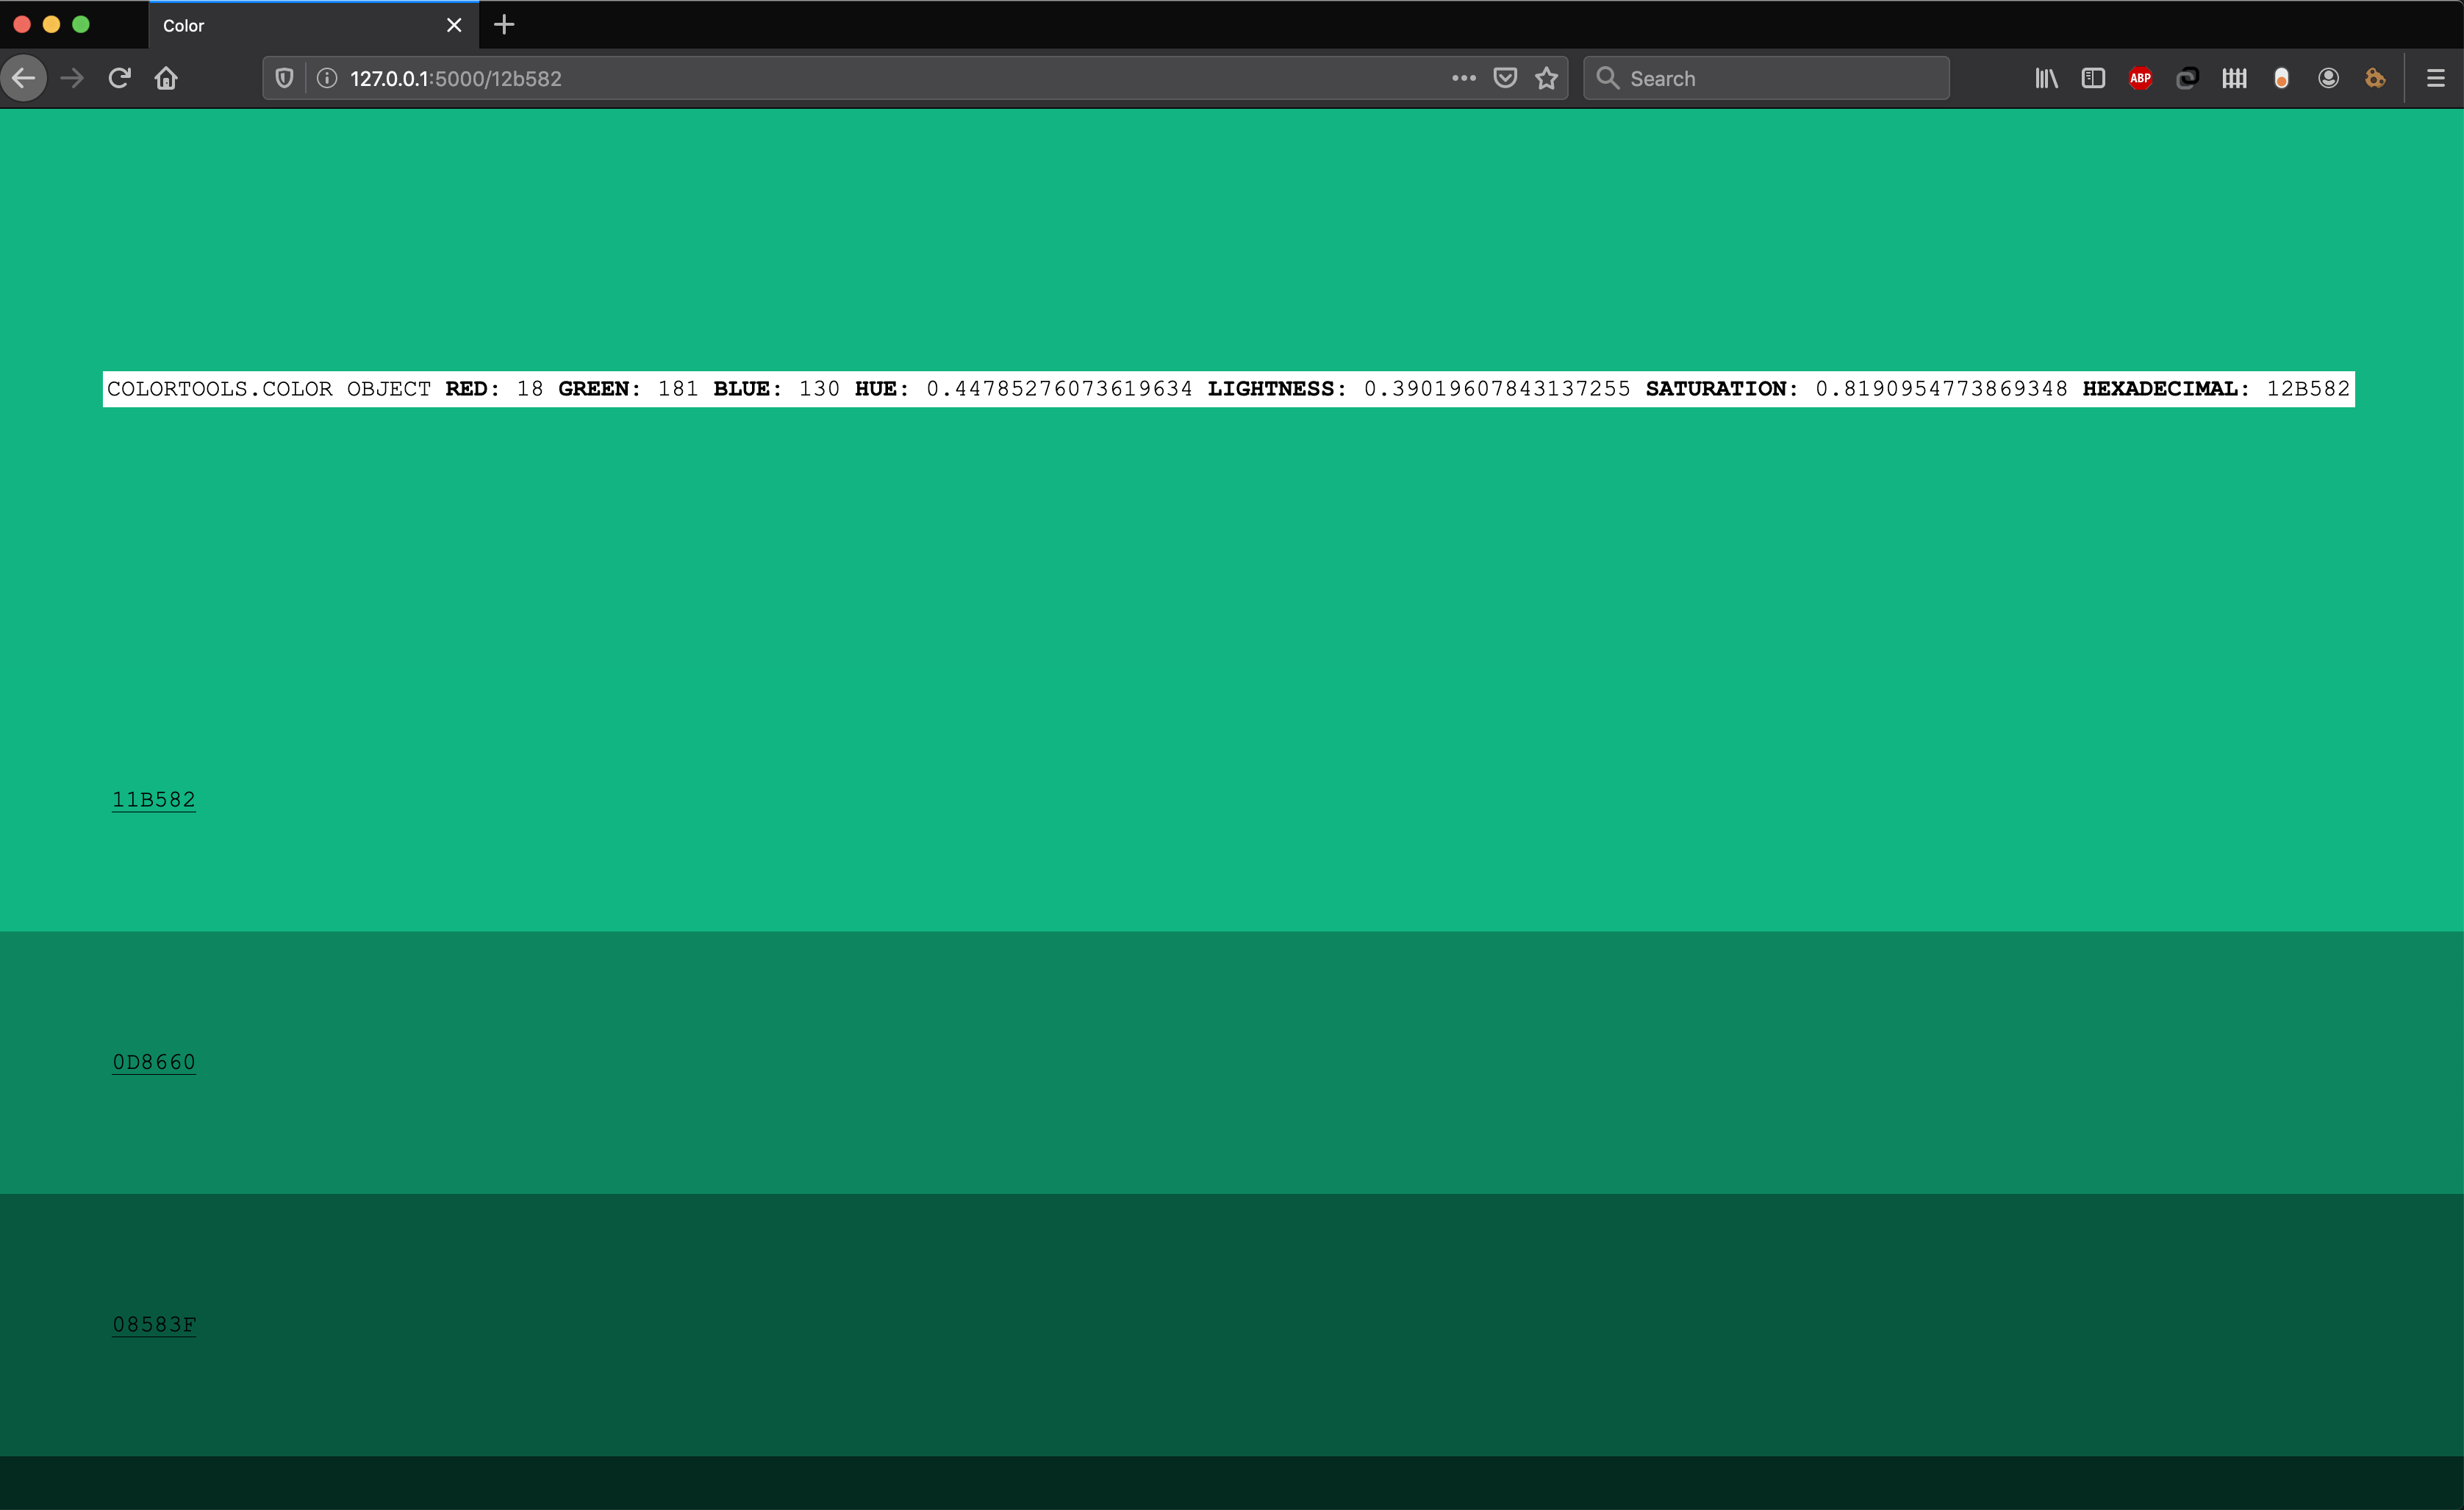 Color
127.0.0.1:5000/12b582
Search
ABP
COLORTOOLS.COLOR OBJECT RED: 18 GREEN: 181 BLUE: 130 HUE: 0.44785276073619634 LIGHTNESS: 0.39019607843137255 SATURATION: 0.8190954773869348 HEXADECIMAL: 12B582
11B582
0D8660
08583F